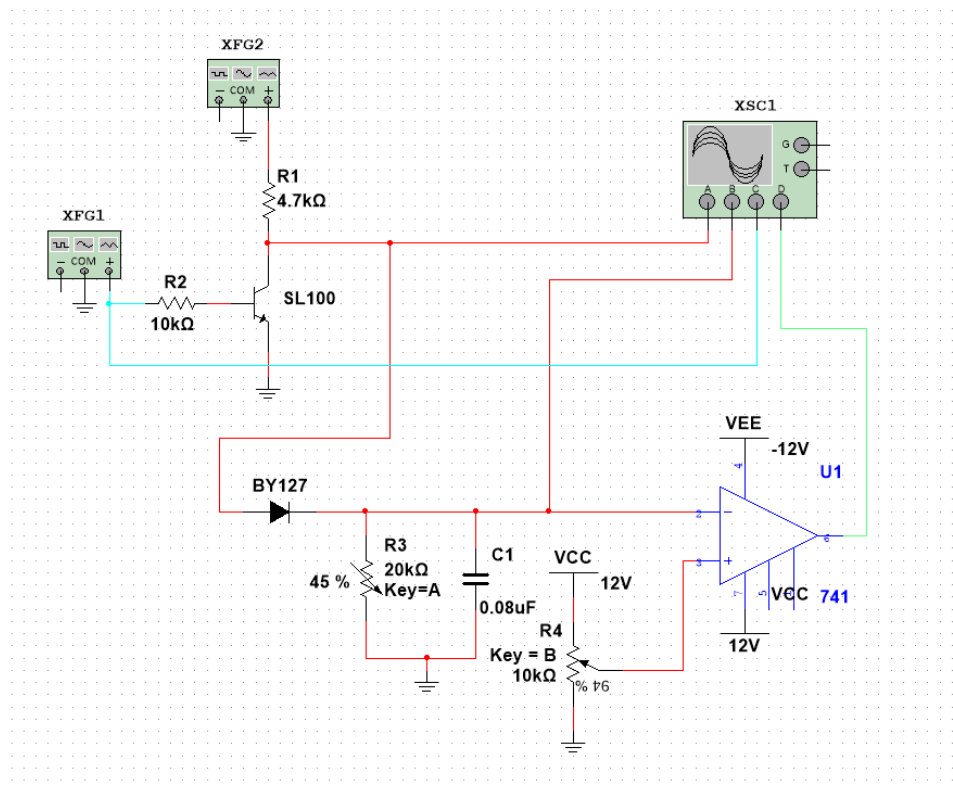 XFG2
− COM +
R1
4.7kΩ
XFG1
− COM +
R2
10kΩ
SL100
XSC1
G
T
A B C D
BY127
R3
20kΩ
Key=A
45 %
C1
0.08uF
VCC
12V
R4
Key = B
10kΩ
94 %
VEE
-12V
U1
4
2 −
3 +
6
7
5
1
VCC
741
12V